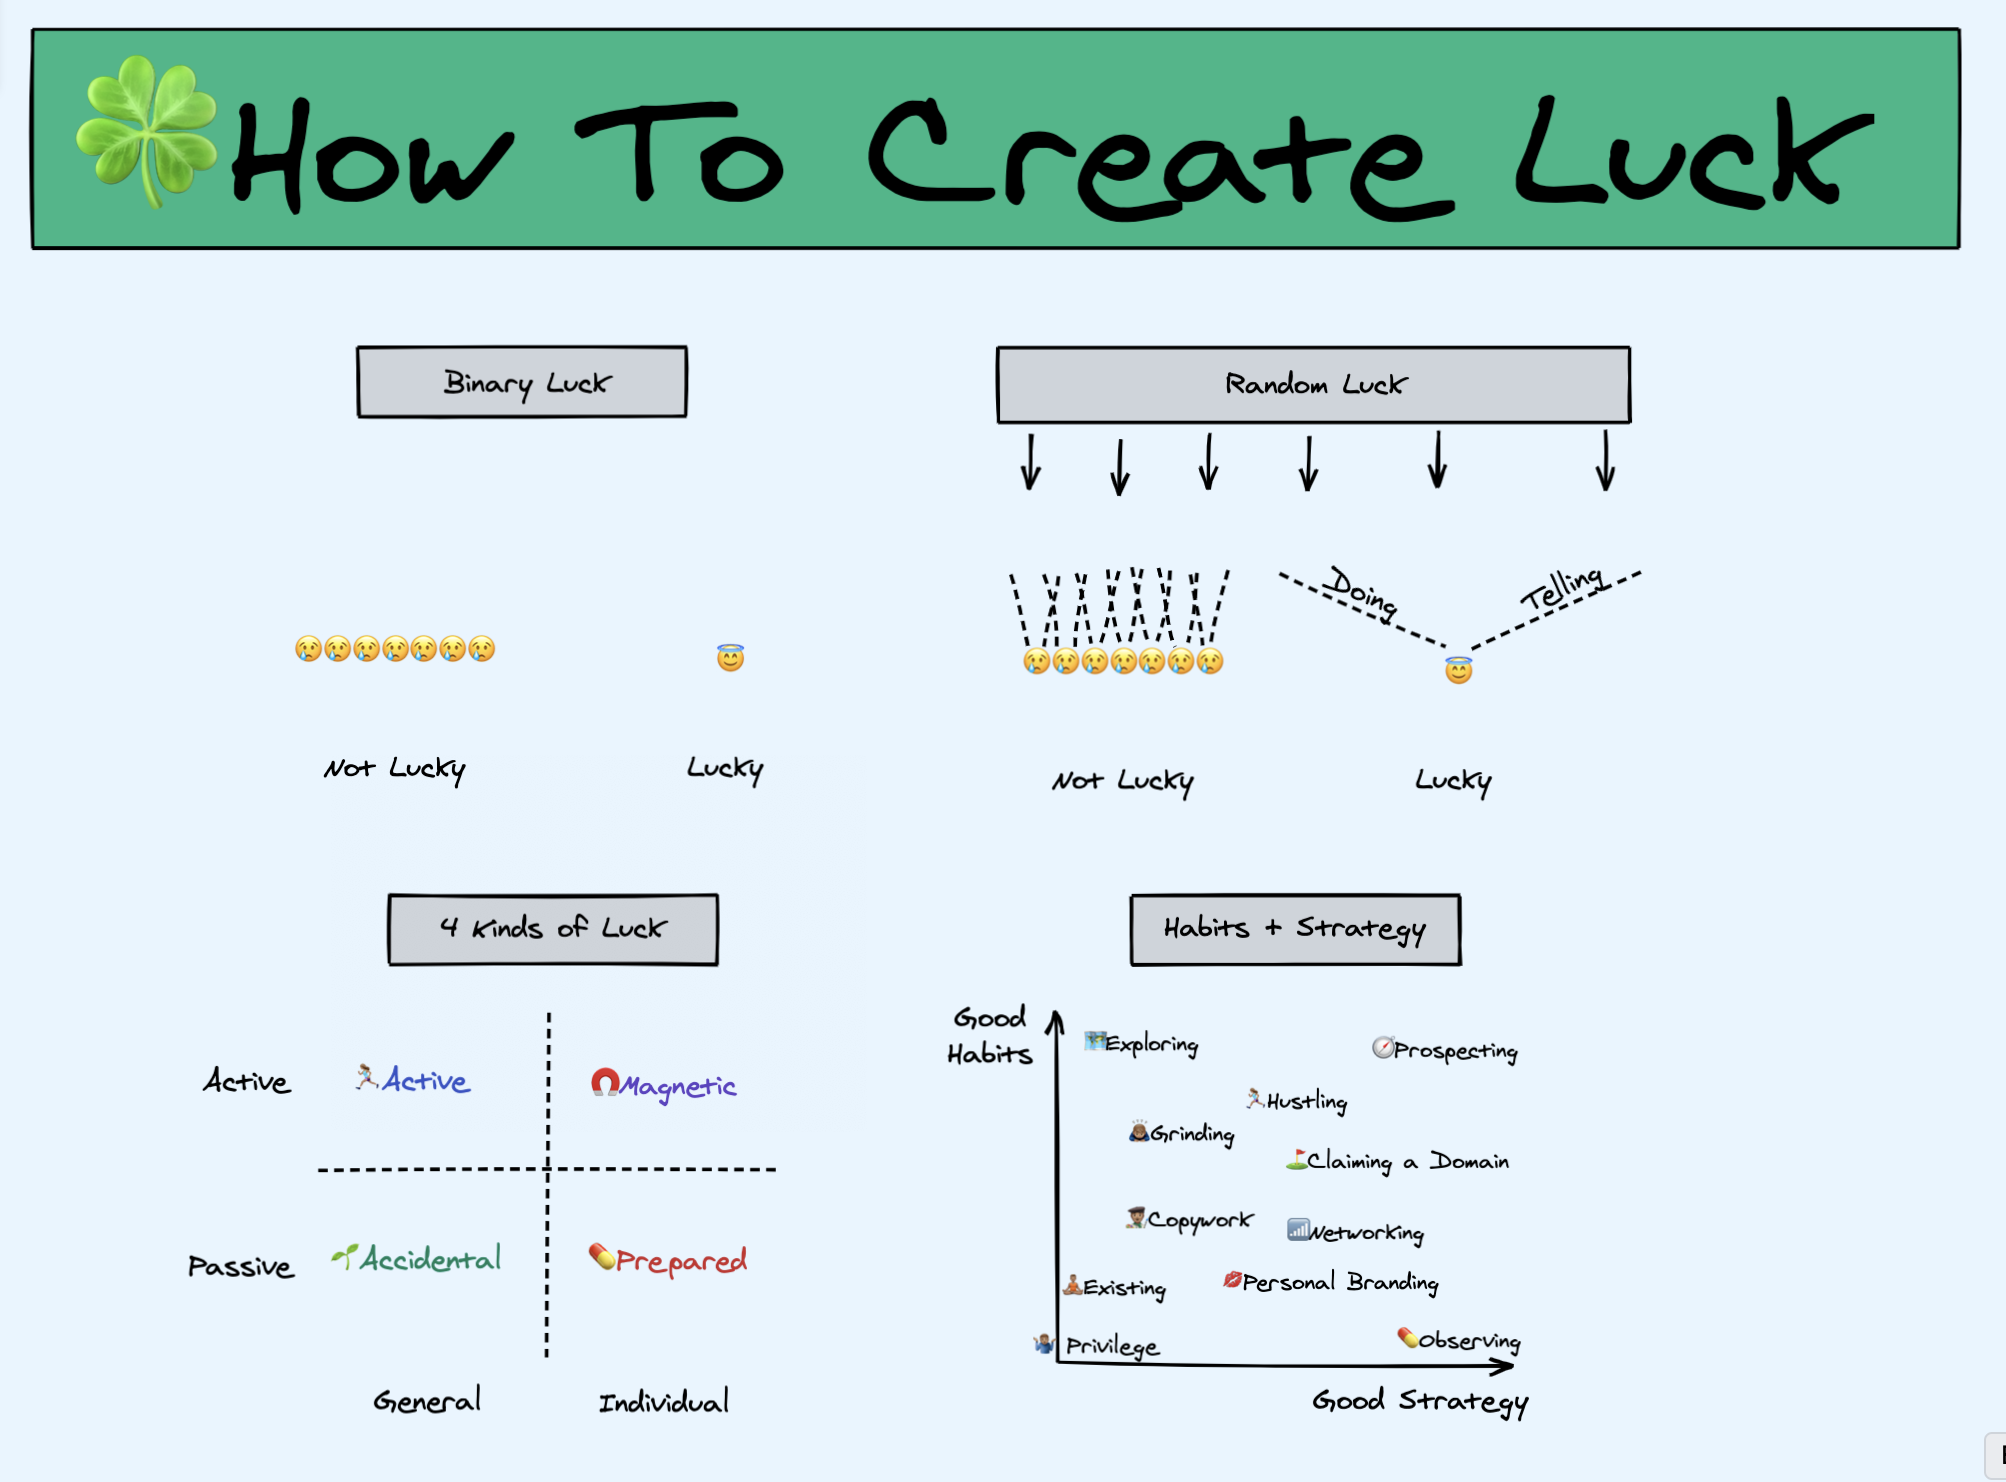 How To Create Luck
Binary Luck
Not Lucky
Lucky
Random Luck
Doing
Telling
Not Lucky
Lucky
4 Kinds of Luck
Active
Active
Magnetic
Passive
Accidental
Prepared
General
Individual
Habits + Strategy
Good
Habits
Exploring
Prospecting
Hustling
Grinding
Claiming a Domain
Copywork
Networking
Existing
Personal Branding
Privilege
Observing
Good Strategy